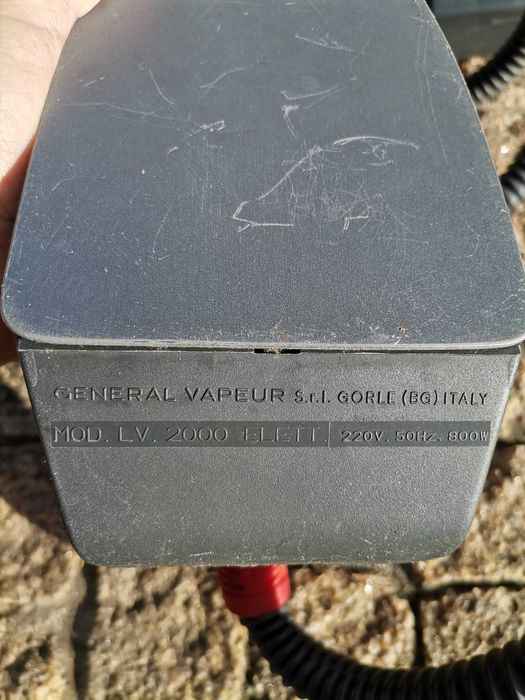 GENERAL VAPEUR S.r.l. GORLE (BG) ITALY
MOD. LV. 2000 ELETT. 220V. 50Hz. 800W